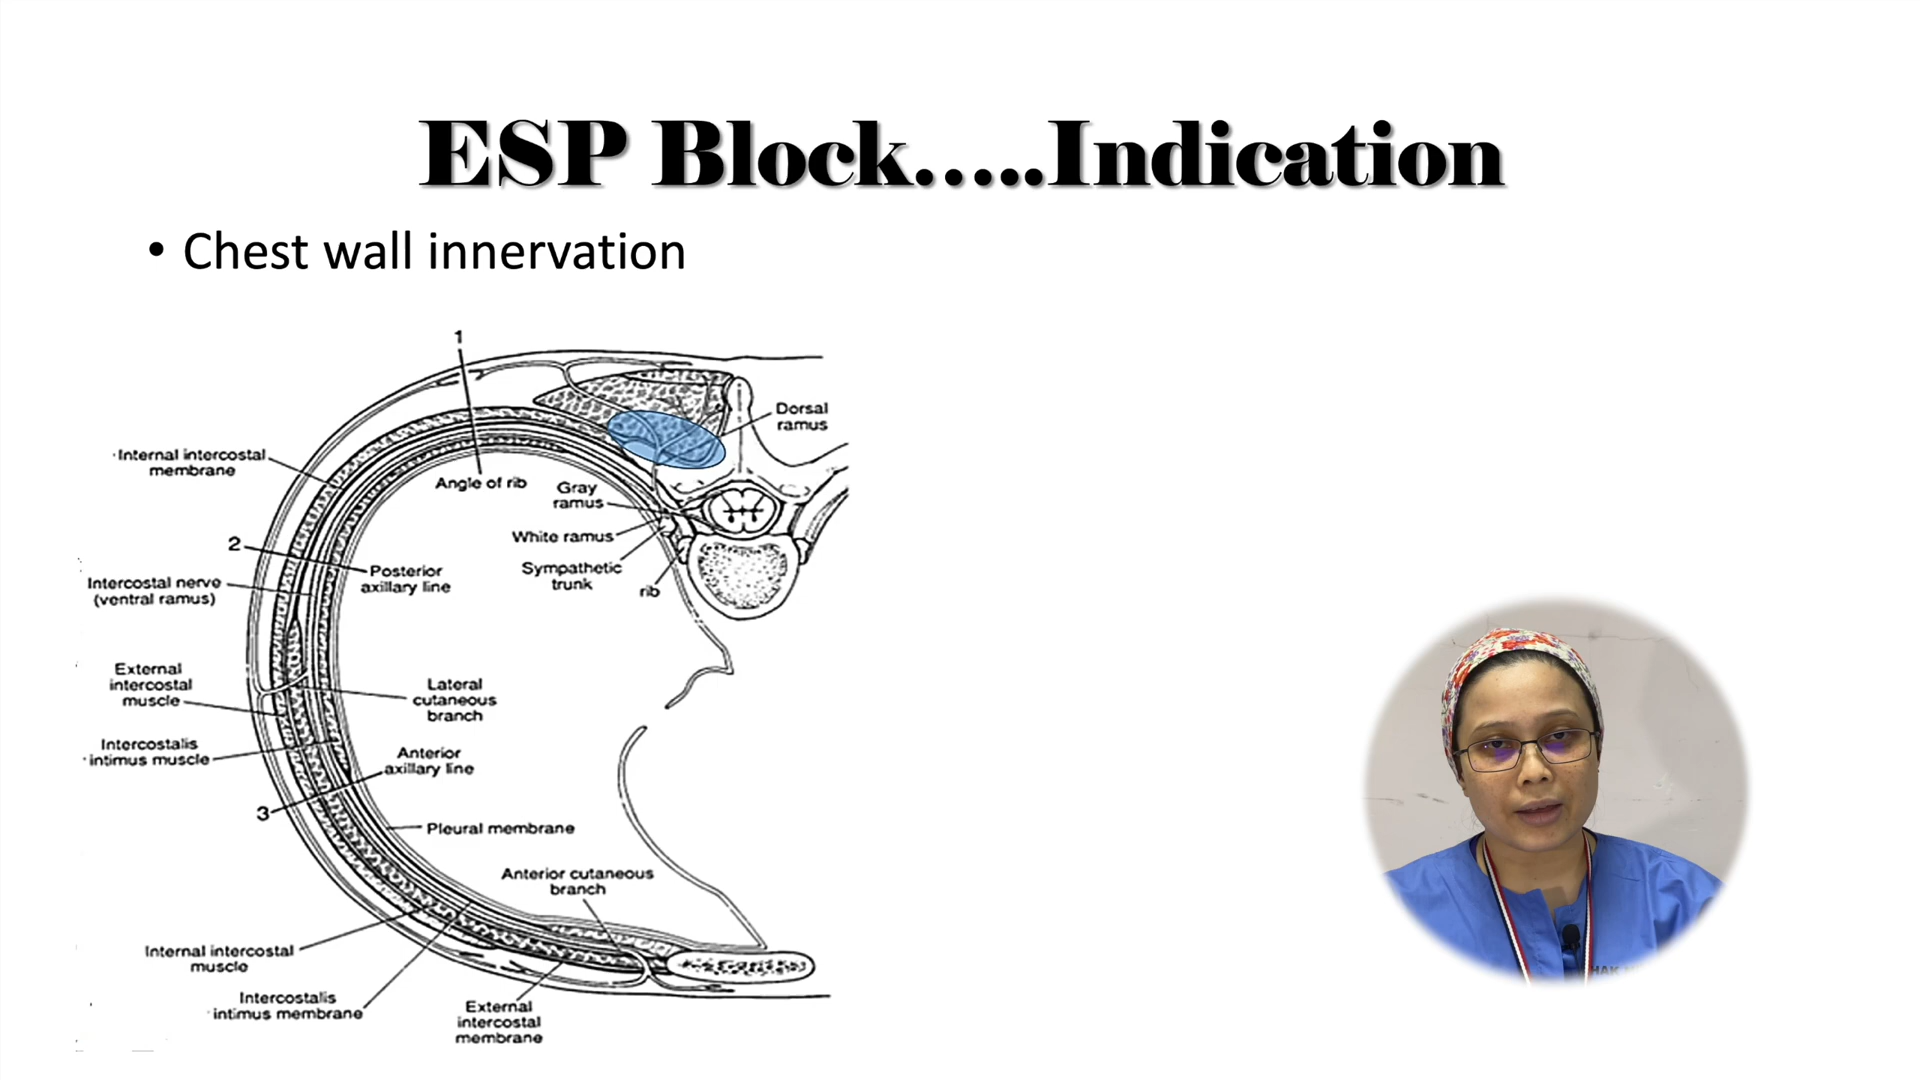 ESP Block.....Indication
• Chest wall innervation
1
Dorsal
ramus
Internal intercostal
membrane
Angle of rib
Gray
ramus
White ramus
2
Posterior
axillary line
Sympathetic
trunk
rib
Intercostal nerve
(ventral ramus)
External
intercostal
muscle
Lateral
cutaneous
branch
Intercostalis
intimus muscle
Anterior
axillary line
3
Pleural membrane
Anterior cutaneous
branch
Internal intercostal
muscle
Intercostalis
intimus membrane
External
intercostal
membrane